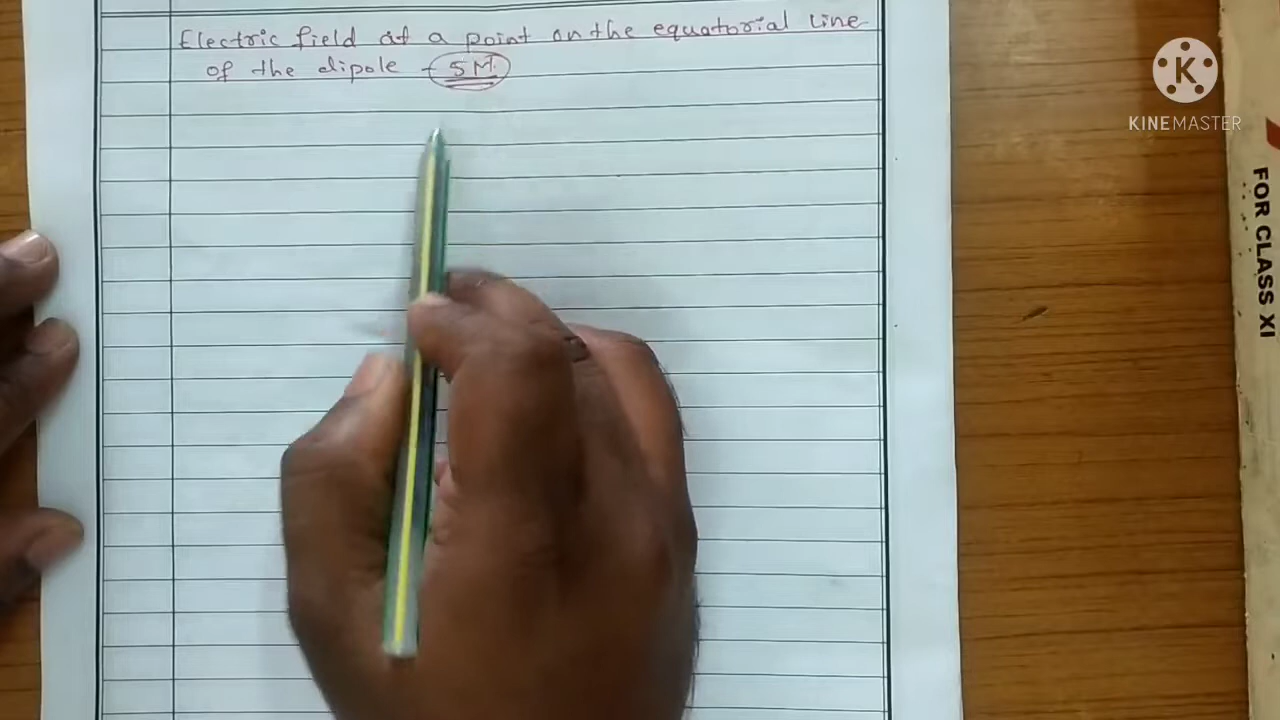 Electric field at a point on the equatorial line
of the dipole - 5M
K
KINEMASTER
FOR CLASS XI